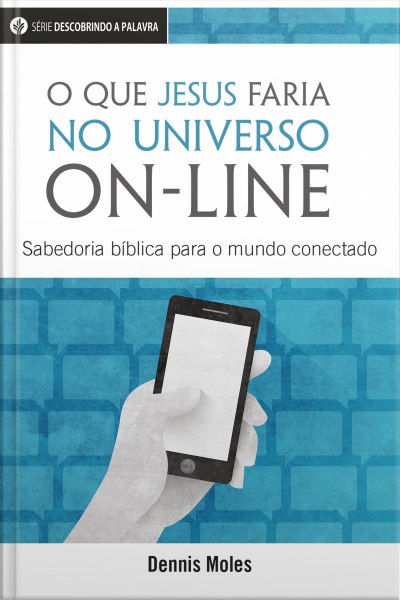 SÉRIE DESCOBRINDO A PALAVRA
O QUE JESUS FARIA
NO UNIVERSO
ON-LINE
Sabedoria bíblica para o mundo conectado
Dennis Moles